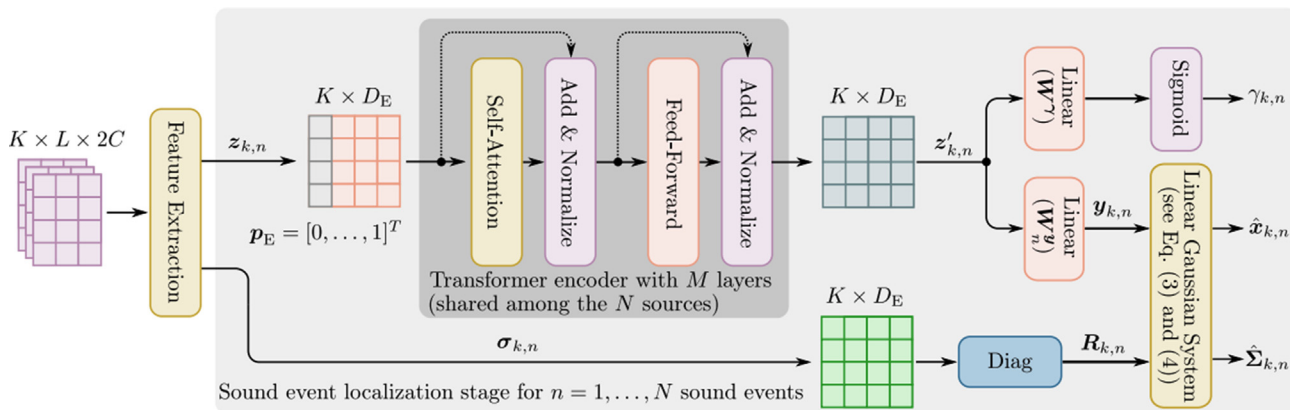 K × L × 2C
Feature Extraction
z_{k,n}
K × D_E
p_E = [0, . . . , 1]^T
Self-Attention
Add & Normalize
Feed-Forward
Add & Normalize
Transformer encoder with M layers
(shared among the N sources)
K × D_E
z'_{k,n}
Linear
(W^γ)
Sigmoid
γ_{k,n}
Linear
(W^y_n)
y_{k,n}
Linear Gaussian System
(see Eq. (3) and (4))
x̂_{k,n}
σ_{k,n}
K × D_E
Diag
R_{k,n}
Σ̂_{k,n}
Sound event localization stage for n = 1, . . . , N sound events